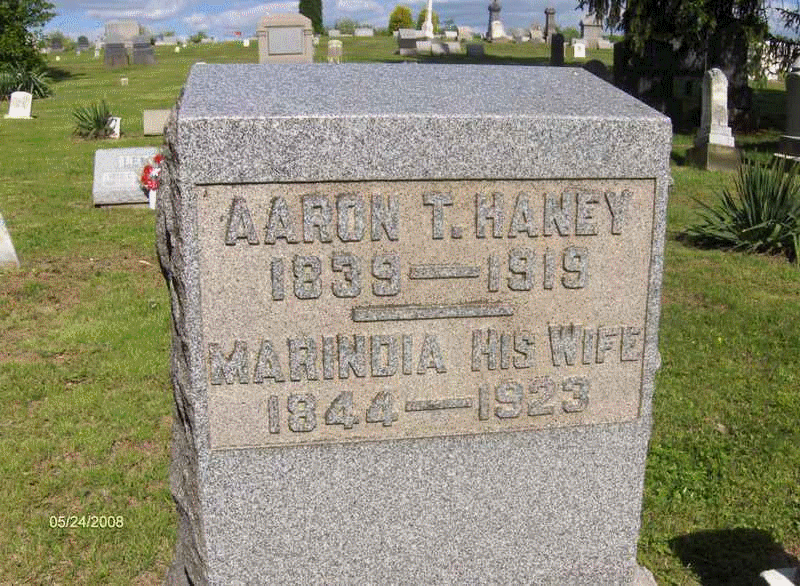 AARON T. HANEY
1839—1919
MARINDIA HIS WIFE
1844—1923
05/24/2008